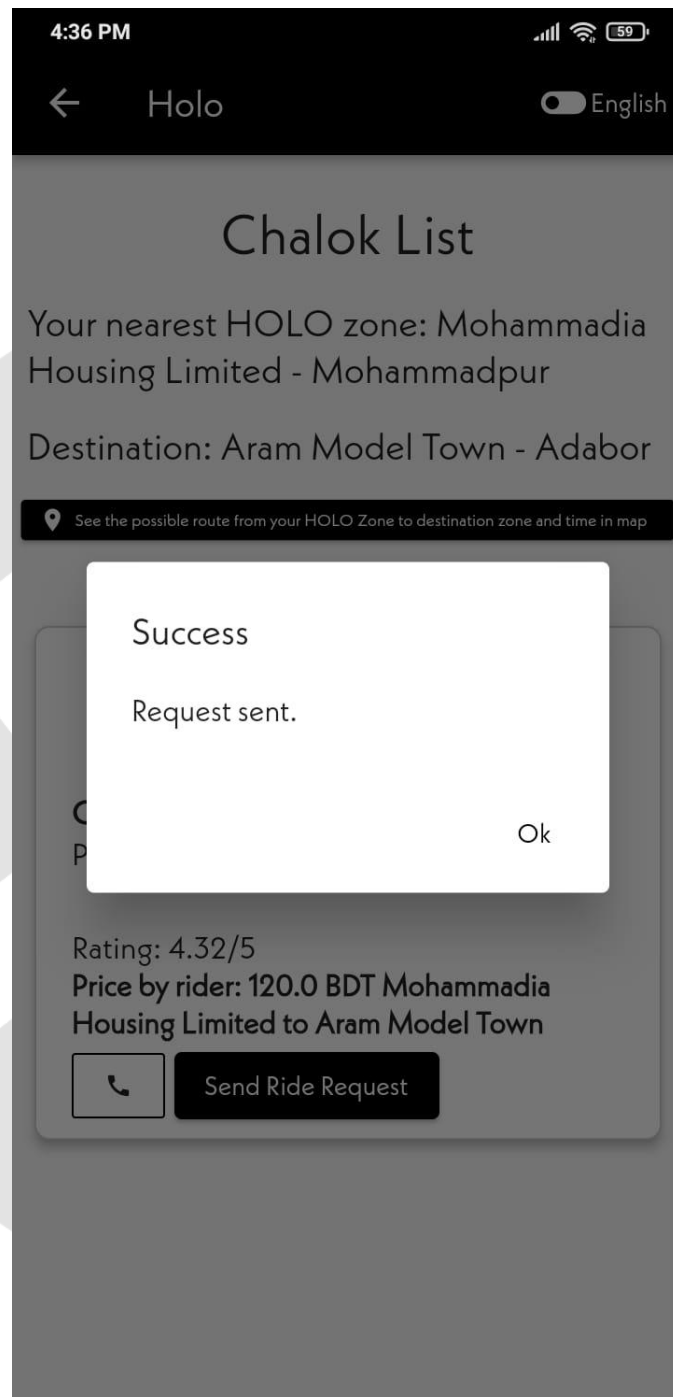 4:36 PM
59
Holo
English
Chalok List
Your nearest HOLO zone: Mohammadia
Housing Limited - Mohammadpur
Destination: Aram Model Town - Adabor
See the possible route from your HOLO Zone to destination zone and time in map
Success
Request sent.
Ok
Rating: 4.32/5
Price by rider: 120.0 BDT Mohammadia
Housing Limited to Aram Model Town
Send Ride Request